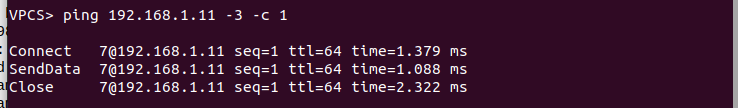 VPCS> ping 192.168.1.11 -3 -c 1
Connect   7@192.168.1.11 seq=1 ttl=64 time=1.379 ms
SendData  7@192.168.1.11 seq=1 ttl=64 time=1.088 ms
Close     7@192.168.1.11 seq=1 ttl=64 time=2.322 ms